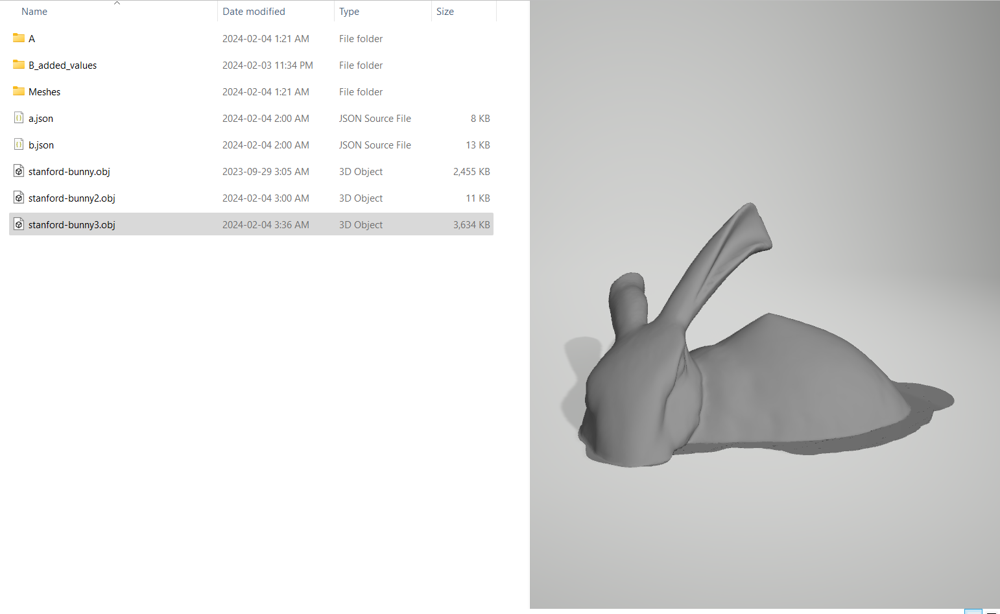 Name Date modified Type Size
A 2024-02-04 1:21 AM File folder
B_added_values 2024-02-03 11:34 PM File folder
Meshes 2024-02-04 1:21 AM File folder
a.json 2024-02-04 2:00 AM JSON Source File 8 KB
b.json 2024-02-04 2:00 AM JSON Source File 13 KB
stanford-bunny.obj 2023-09-29 3:05 AM 3D Object 2,455 KB
stanford-bunny2.obj 2024-02-04 3:00 AM 3D Object 11 KB
stanford-bunny3.obj 2024-02-04 3:36 AM 3D Object 3,634 KB